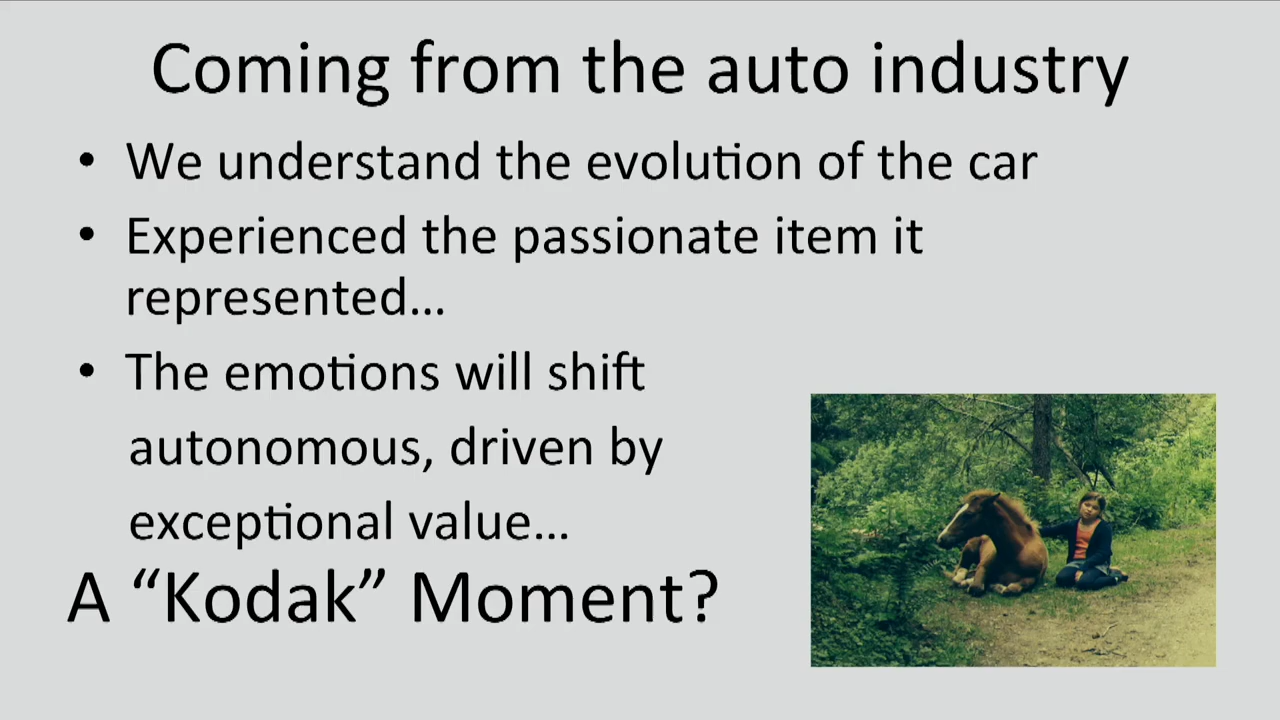 Coming from the auto industry
• We understand the evolution of the car
• Experienced the passionate item it
represented…
• The emotions will shift
autonomous, driven by
exceptional value…
A “Kodak” Moment?